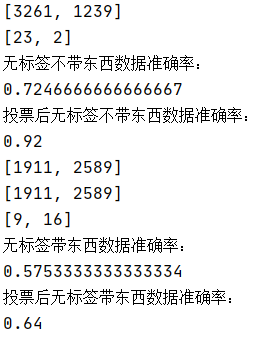 [3261, 1239]
[23, 2]
无标签不带东西数据准确率:
0.7246666666666667
投票后无标签不带东西数据准确率:
0.92
[1911, 2589]
[1911, 2589]
[9, 16]
无标签带东西数据准确率:
0.5753333333333334
投票后无标签带东西数据准确率:
0.64